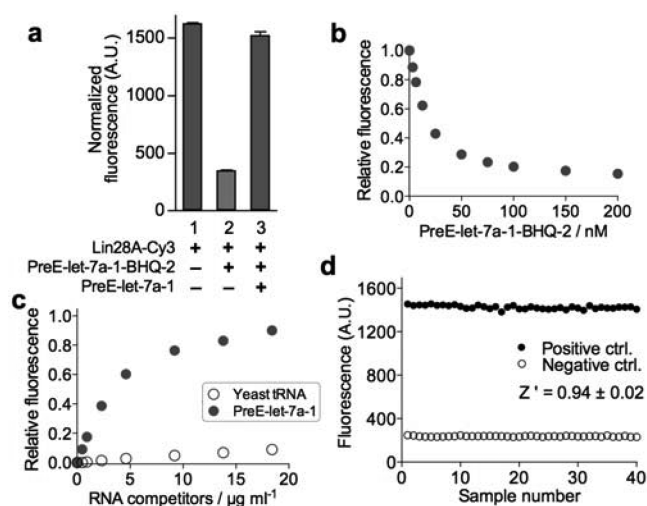 a
Normalized
fluorescence (A.U.)
1500
1000
500
0
1 2 3
Lin28A-Cy3 + + +
PreE-let-7a-1-BHQ-2 – + +
PreE-let-7a-1 – – +
b
Relative fluorescence
1.0
0.8
0.6
0.4
0.2
0.0
0 50 100 150 200
PreE-let-7a-1-BHQ-2 / nM
c
Relative fluorescence
1.0
0.8
0.6
0.4
0.2
0.0
Yeast tRNA
PreE-let-7a-1
0 5 10 15 20
RNA competitors / µg ml⁻¹
d
Fluorescence (A.U.)
1600
1200
800
400
0
Positive ctrl.
Negative ctrl.
Z ' = 0.94 ± 0.02
0 10 20 30 40
Sample number